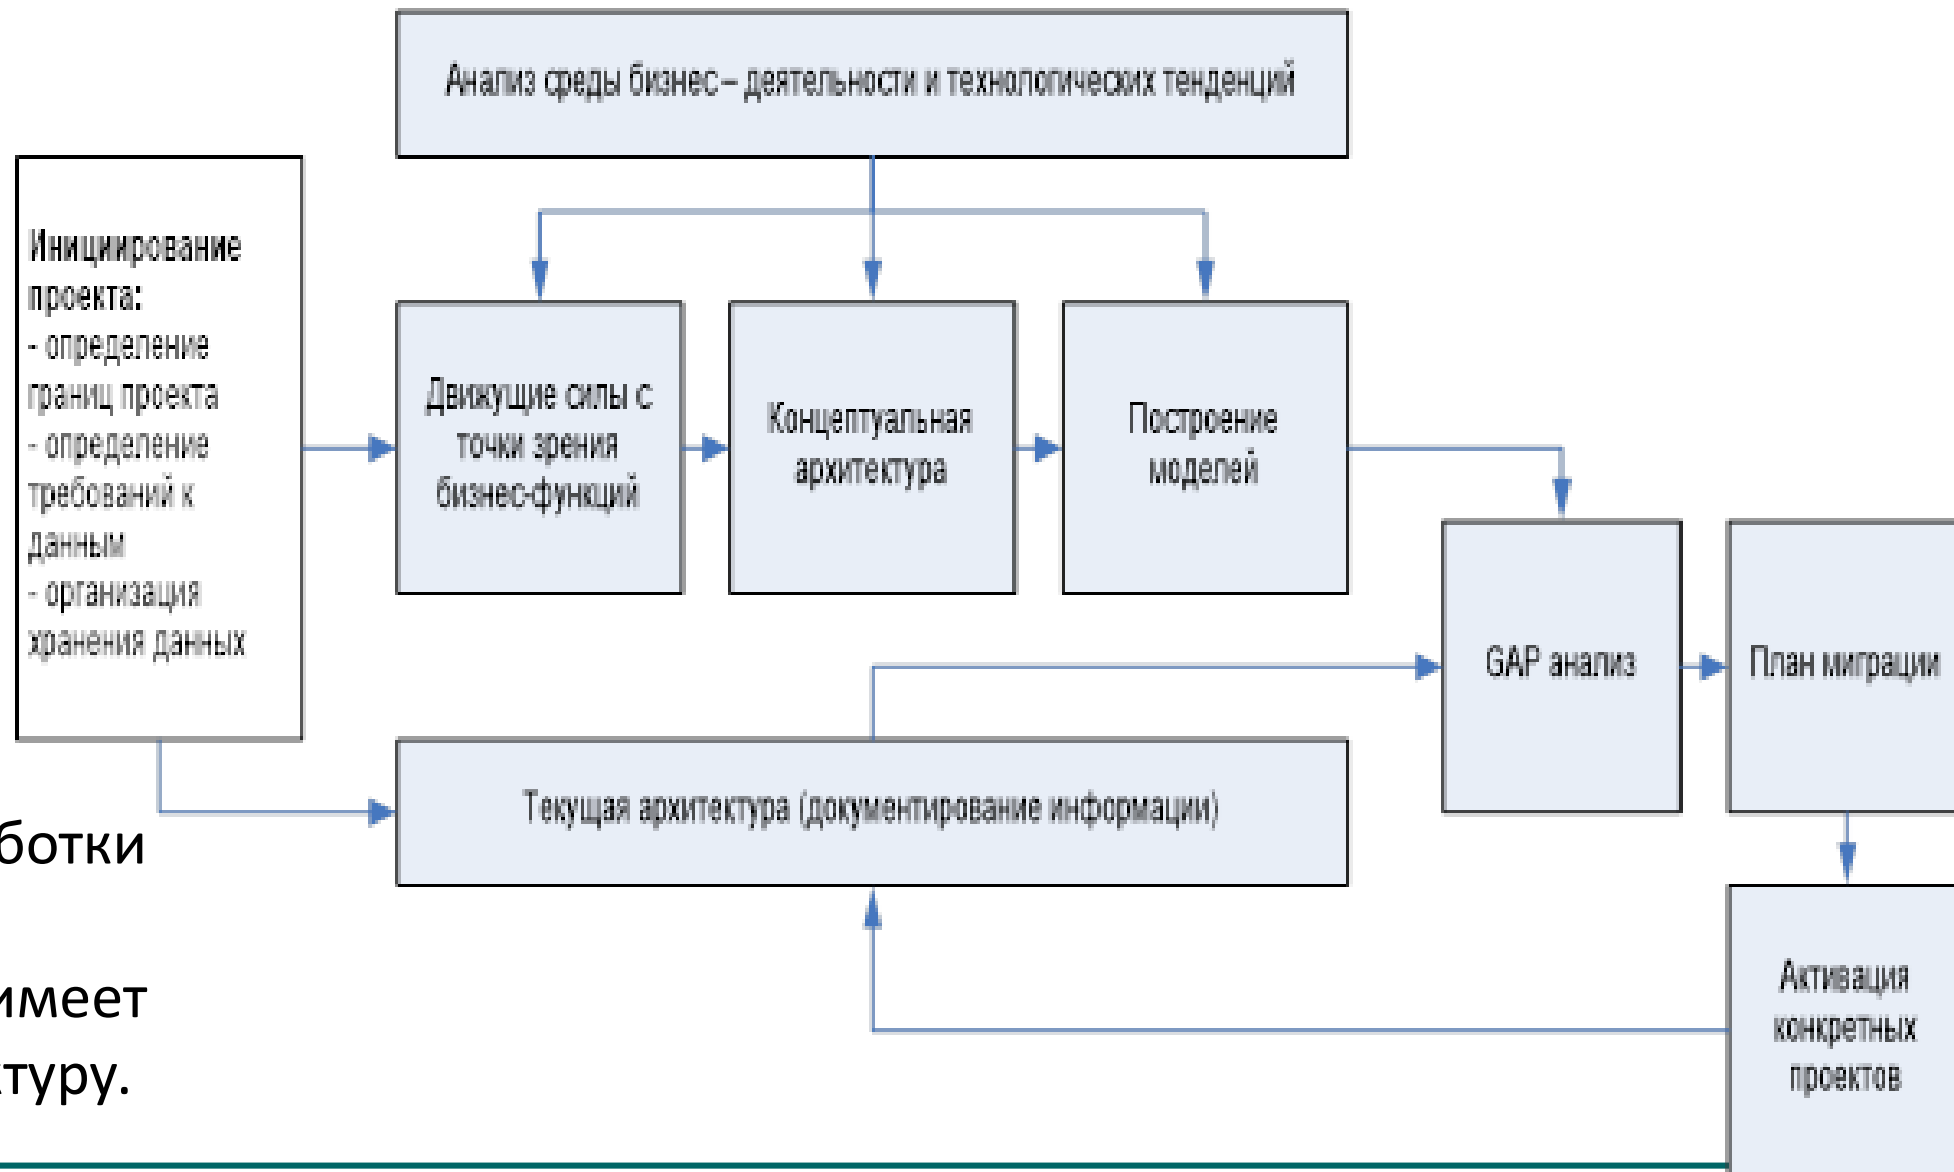 Анализ среды бизнес – деятельности и технологических тенденций
Инициирование
проекта:
- определение
границ проекта
- определение
требований к
данным
- организация
хранения данных
Движущие силы с
точки зрения
бизнес-функций
Концептуальная
архитектура
Построение
моделей
GAP анализ
План миграции
Текущая архитектура (документирование информации)
Активация
конкретных
проектов
ботки
имеет
ктуру.